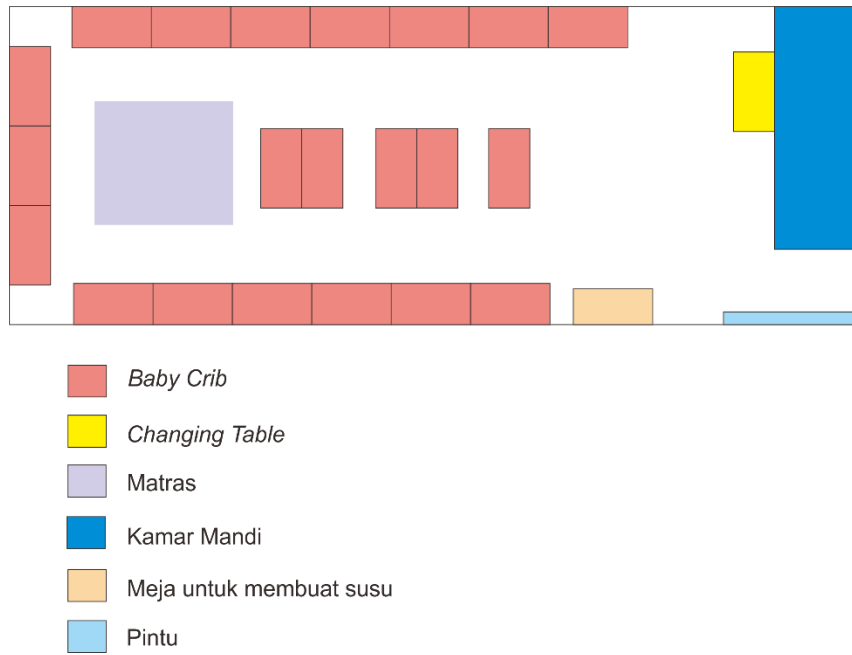 Baby Crib
Changing Table
Matras
Kamar Mandi
Meja untuk membuat susu
Pintu